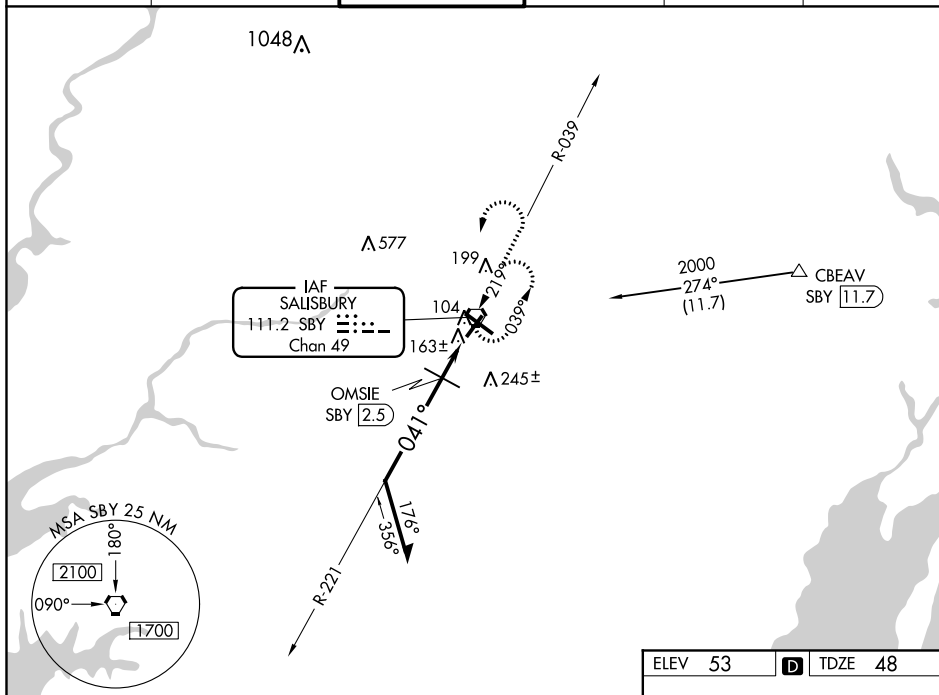 1048
R-039
577
199
219°
2000
274°
(11.7)
CBEAV
SBY 11.7
IAF
SALISBURY
111.2 SBY
Chan 49
104
039°
163±
245±
OMSIE
SBY 2.5
041°
176°
356°
R-221
MSA SBY 25 NM
180°
2100
090°
1700
ELEV 53 D TDZE 48